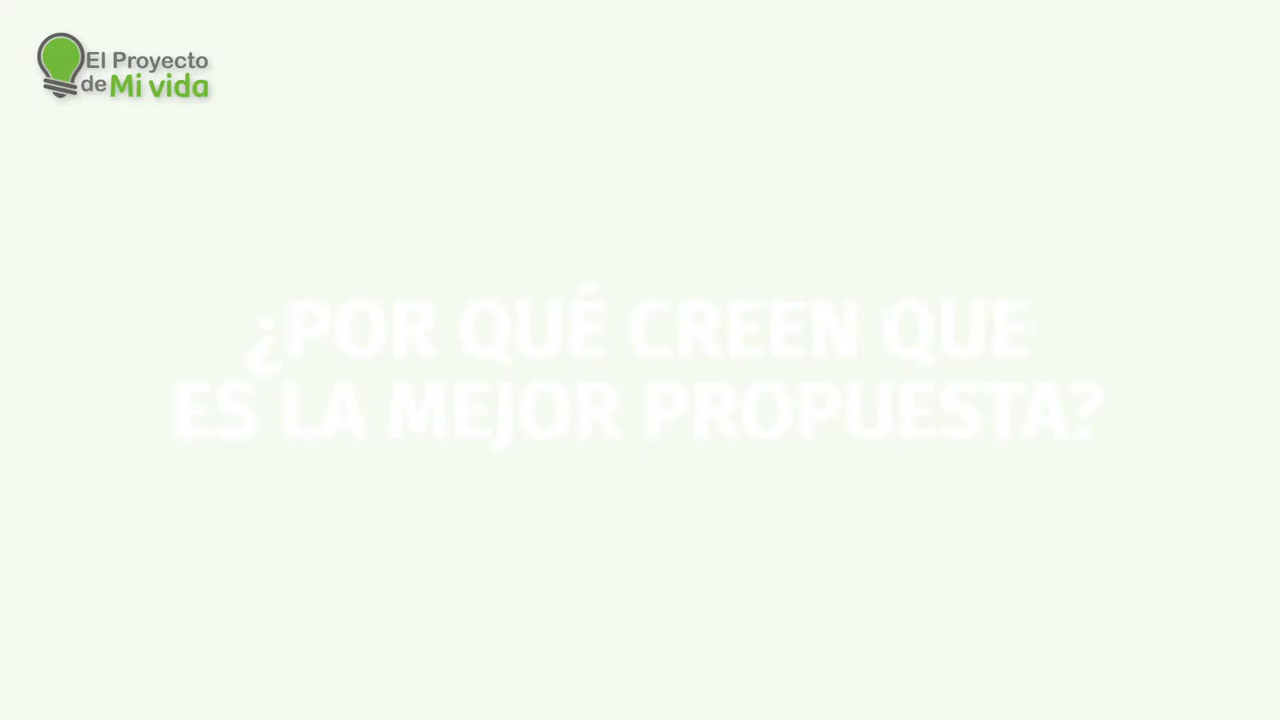 El Proyecto
de Mi vida
¿POR QUÉ CREEN QUE
ES LA MEJOR PROPUESTA?